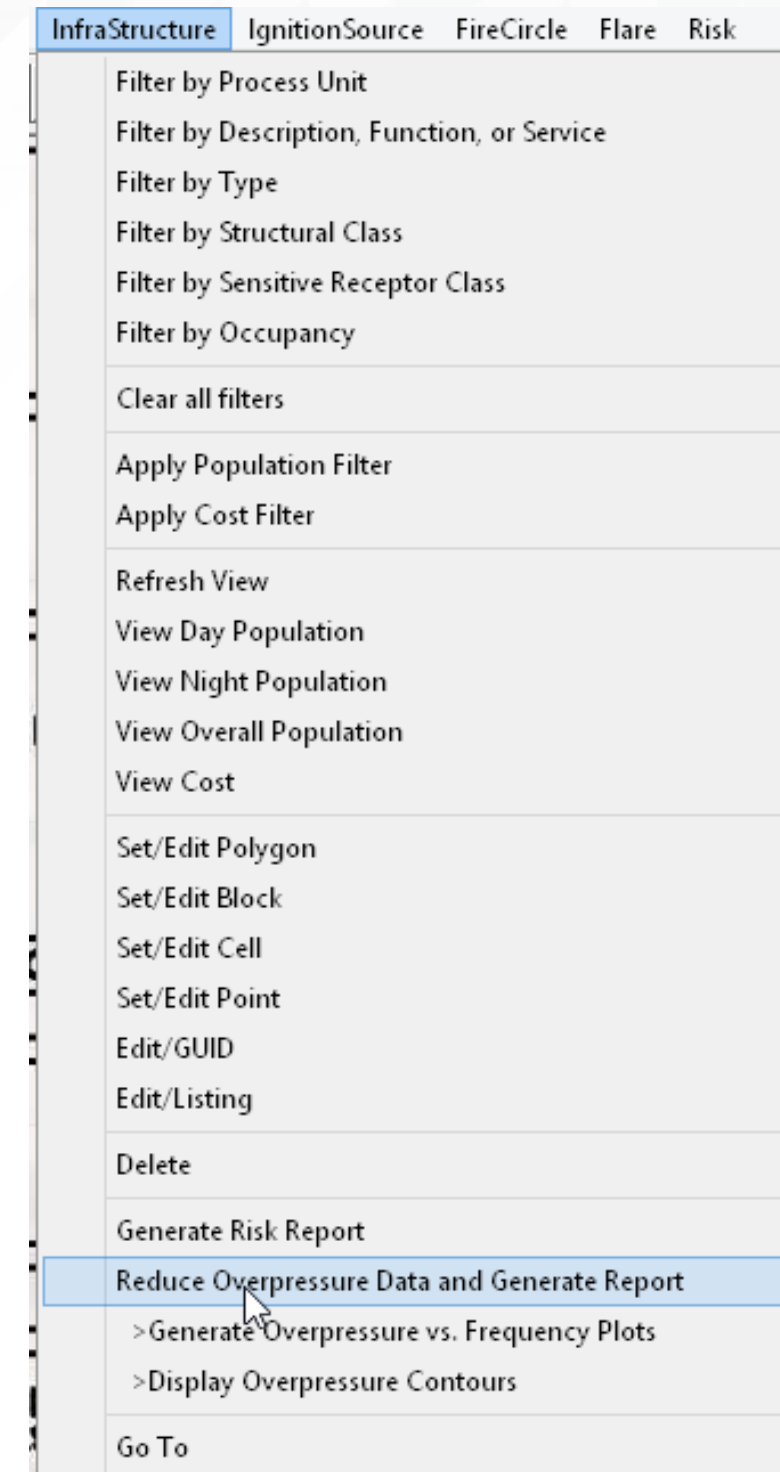 InfraStructure IgnitionSource FireCircle Flare Risk
Filter by Process Unit
Filter by Description, Function, or Service
Filter by Type
Filter by Structural Class
Filter by Sensitive Receptor Class
Filter by Occupancy
Clear all filters
Apply Population Filter
Apply Cost Filter
Refresh View
View Day Population
View Night Population
View Overall Population
View Cost
Set/Edit Polygon
Set/Edit Block
Set/Edit Cell
Set/Edit Point
Edit/GUID
Edit/Listing
Delete
Generate Risk Report
Reduce Overpressure Data and Generate Report
>Generate Overpressure vs. Frequency Plots
>Display Overpressure Contours
Go To